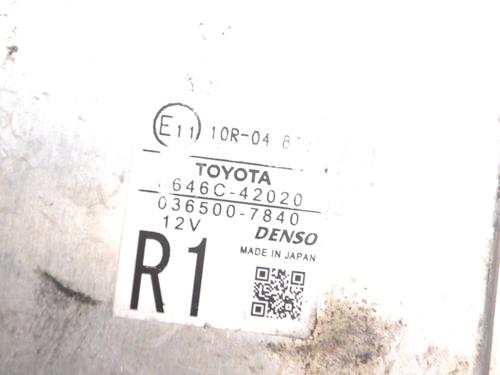 E11 10R-04
TOYOTA
646C-42020
036500-7840
12V DENSO
MADE IN JAPAN
R1